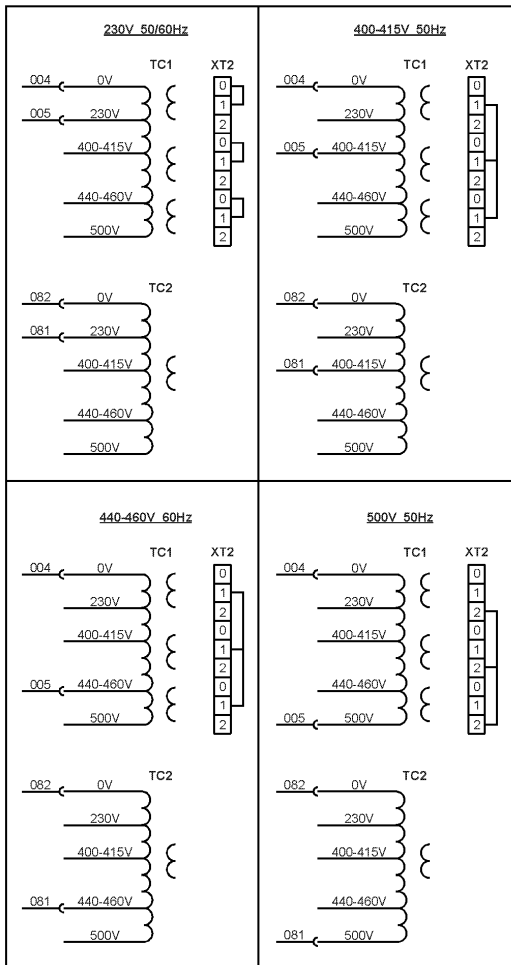 230V 50/60Hz
TC1 XT2
004 0V
005 230V
400-415V
440-460V
500V
0
1
2
0
1
2
0
1
2
TC2
082 0V
081 230V
400-415V
440-460V
500V
400-415V 50Hz
TC1 XT2
004 0V
230V
005 400-415V
440-460V
500V
0
1
2
0
1
2
0
1
2
TC2
082 0V
230V
081 400-415V
440-460V
500V
440-460V 60Hz
TC1 XT2
004 0V
230V
400-415V
005 440-460V
500V
0
1
2
0
1
2
0
1
2
TC2
082 0V
230V
400-415V
081 440-460V
500V
500V 50Hz
TC1 XT2
004 0V
230V
400-415V
440-460V
005 500V
0
1
2
0
1
2
0
1
2
TC2
082 0V
230V
400-415V
440-460V
081 500V